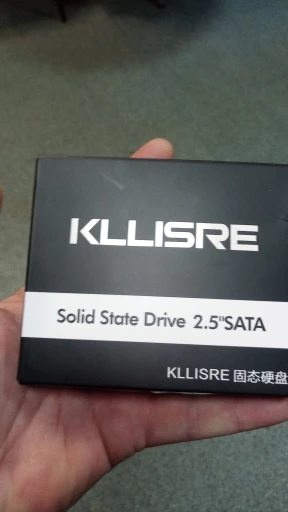 KLLISRE
Solid State Drive 2.5"SATA
KLLISRE 固态硬盘